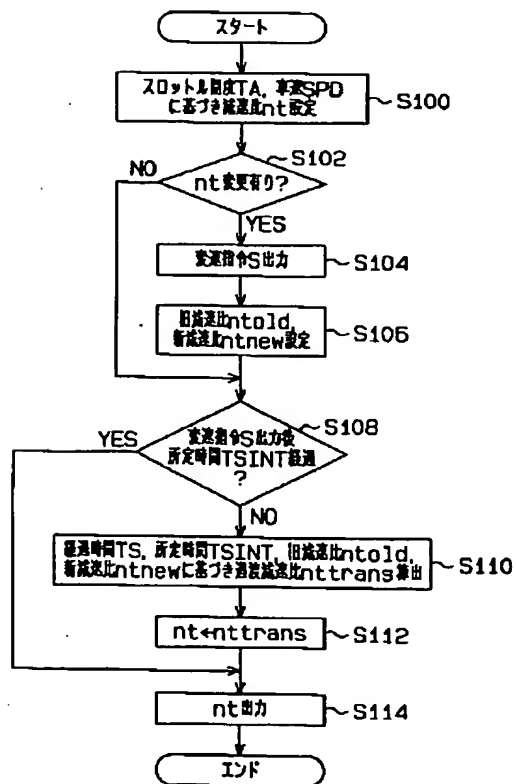 スタート
スロットル開度TA, 車速SPD
に基づき減速比nt設定
S100
S102
NO
nt変更有り?
YES
変速指令S出力
S104
旧減速比ntold,
新減速比ntnew設定
S106
S108
YES
変速指令S出力後
所定時間TSINT経過
?
NO
経過時間TS, 所定時間TSINT, 旧減速比ntold,
新減速比ntnewに基づき過渡減速比nttrans算出
S110
nt←nttrans
S112
nt出力
S114
エンド